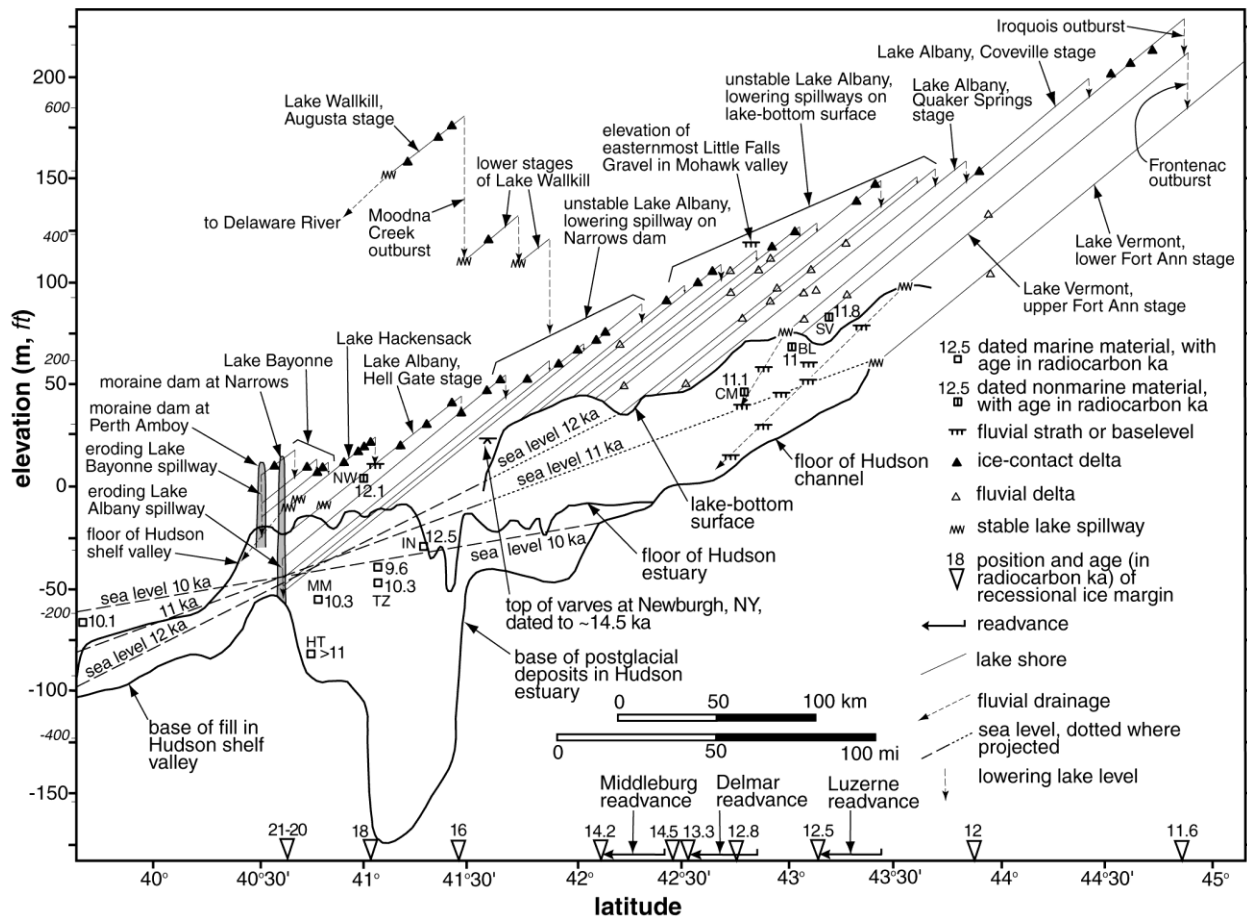 Iroquois outburst
Lake Albany, Coveville stage
unstable Lake Albany,
lowering spillways on
lake-bottom surface
Lake Albany,
Quaker Springs
stage
Lake Wallkill,
Augusta stage
elevation of
easternmost Little Falls
Gravel in Mohawk valley
lower stages
of Lake Wallkill
Frontenac
outburst
to Delaware River
Moodna
Creek
outburst
unstable Lake Albany,
lowering spillway on
Narrows dam
Lake Vermont,
lower Fort Ann stage
Lake Vermont,
upper Fort Ann stage
Lake Hackensack
Lake Bayonne
Lake Albany,
Hell Gate stage
moraine dam at Narrows
moraine dam at
Perth Amboy
eroding Lake
Bayonne spillway
eroding Lake
Albany spillway
floor of Hudson
shelf valley
11.8
SV
BL
11
11.1
CM
NW
12.1
IN
12.5
9.6
10.3
TZ
MM
10.3
HT
>11
10.1
sea level 12 ka
sea level 11 ka
sea level 10 ka
sea level 10 ka
11 ka
sea level 12 ka
floor of Hudson
channel
lake-bottom
surface
floor of Hudson
estuary
top of varves at Newburgh, NY,
dated to ~14.5 ka
base of postglacial
deposits in Hudson
estuary
base of fill in
Hudson shelf
valley
12.5 dated marine material, with
age in radiocarbon ka
12.5 dated nonmarine material,
with age in radiocarbon ka
fluvial strath or baselevel
ice-contact delta
fluvial delta
stable lake spillway
18 position and age (in
radiocarbon ka) of
recessional ice margin
readvance
lake shore
fluvial drainage
sea level, dotted where
projected
lowering lake level
0 50 100 km
0 50 100 mi
Middleburg
readvance
Delmar
readvance
Luzerne
readvance
21-20 18 16 14.2 14.5 13.3 12.8 12.5 12 11.6
elevation (m, ft)
200
600
150
400
100
200
50
0
-50
-200
-100
-400
-150
40° 40°30' 41° 41°30' 42° 42°30' 43° 43°30' 44° 44°30' 45°
latitude